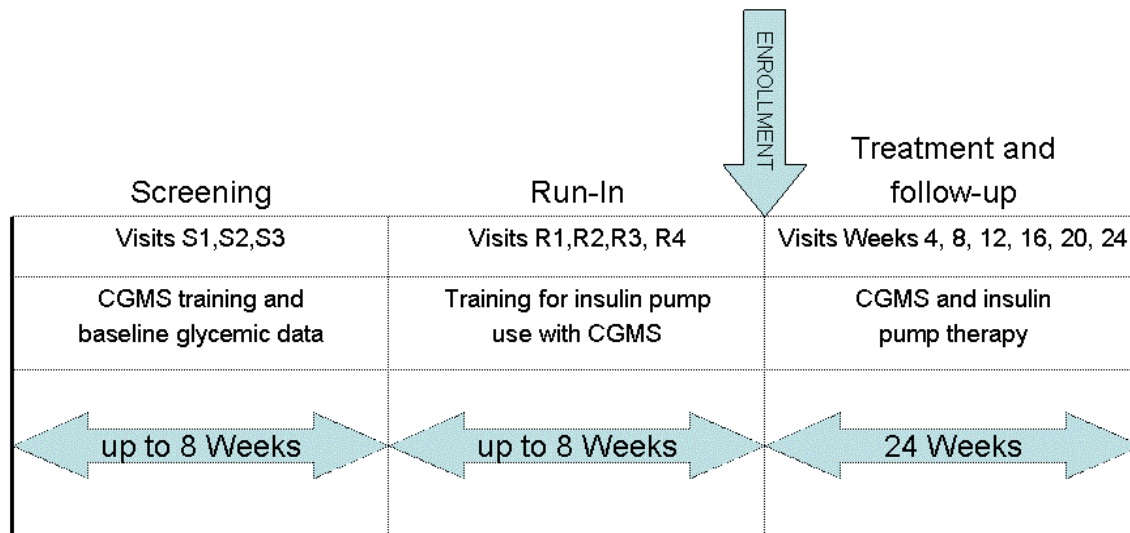 ENROLLMENT
Screening
Run-In
Treatment and
follow-up
Visits S1,S2,S3
Visits R1,R2,R3, R4
Visits Weeks 4, 8, 12, 16, 20, 24
CGMS training and
baseline glycemic data
Training for insulin pump
use with CGMS
CGMS and insulin
pump therapy
up to 8 Weeks
up to 8 Weeks
24 Weeks